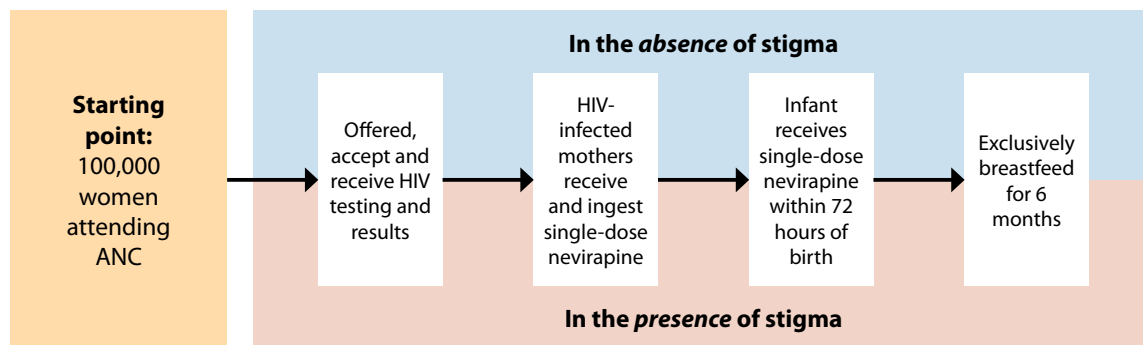 In the absence of stigma
Starting
point:
100,000
women
attending
ANC
Offered,
accept and
receive HIV
testing and
results
HIV-
infected
mothers
receive
and ingest
single-dose
nevirapine
Infant
receives
single-dose
nevirapine
within 72
hours of
birth
Exclusively
breastfeed
for 6
months
In the presence of stigma